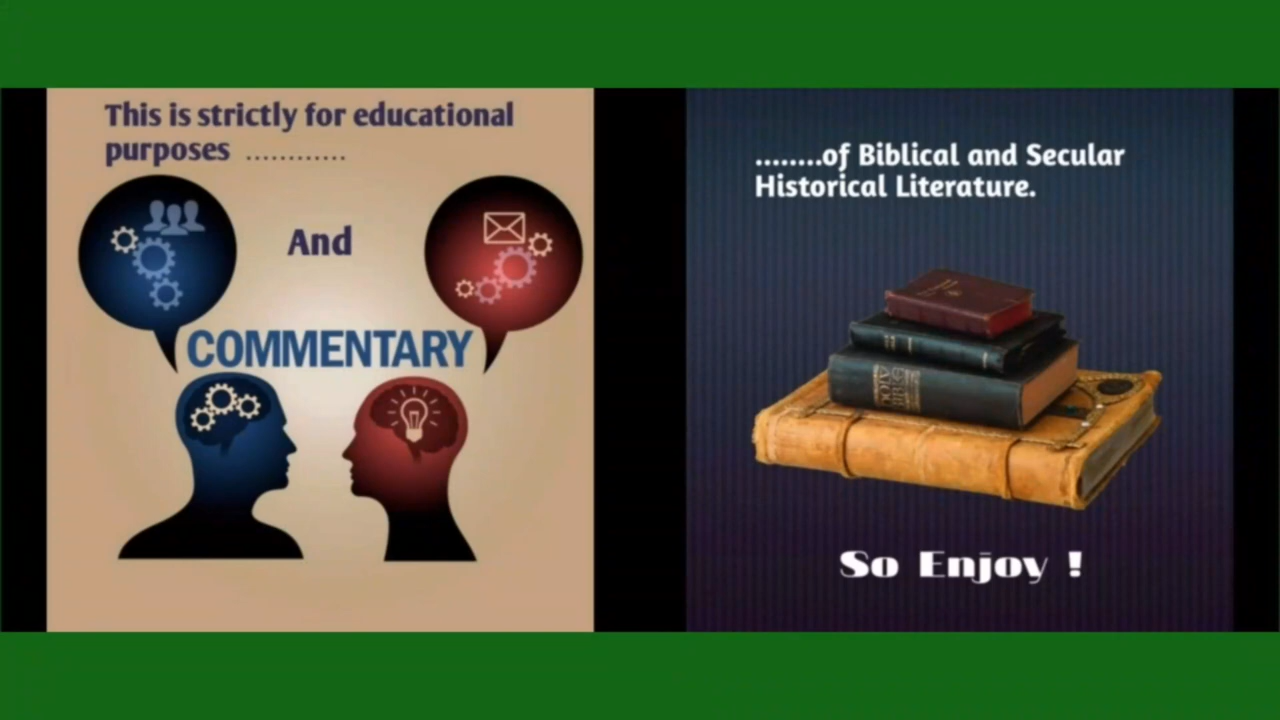 This is strictly for educational
purposes ............
And
COMMENTARY
........of Biblical and Secular
Historical Literature.
So Enjoy !